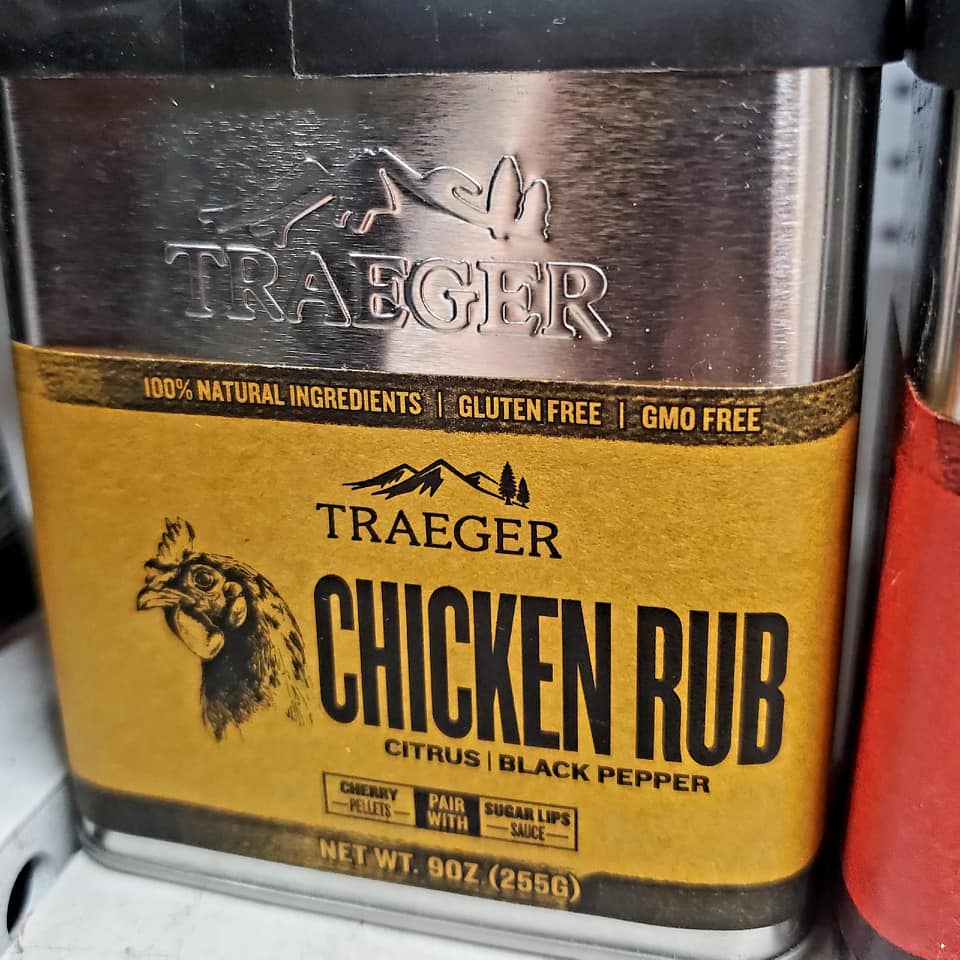 TRAEGER
100% NATURAL INGREDIENTS | GLUTEN FREE | GMO FREE
TRAEGER
CHICKEN RUB
CITRUS | BLACK PEPPER
CHERRY PELLETS PAIR WITH SUGAR LIPS SAUCE
NET WT. 9OZ (255G)